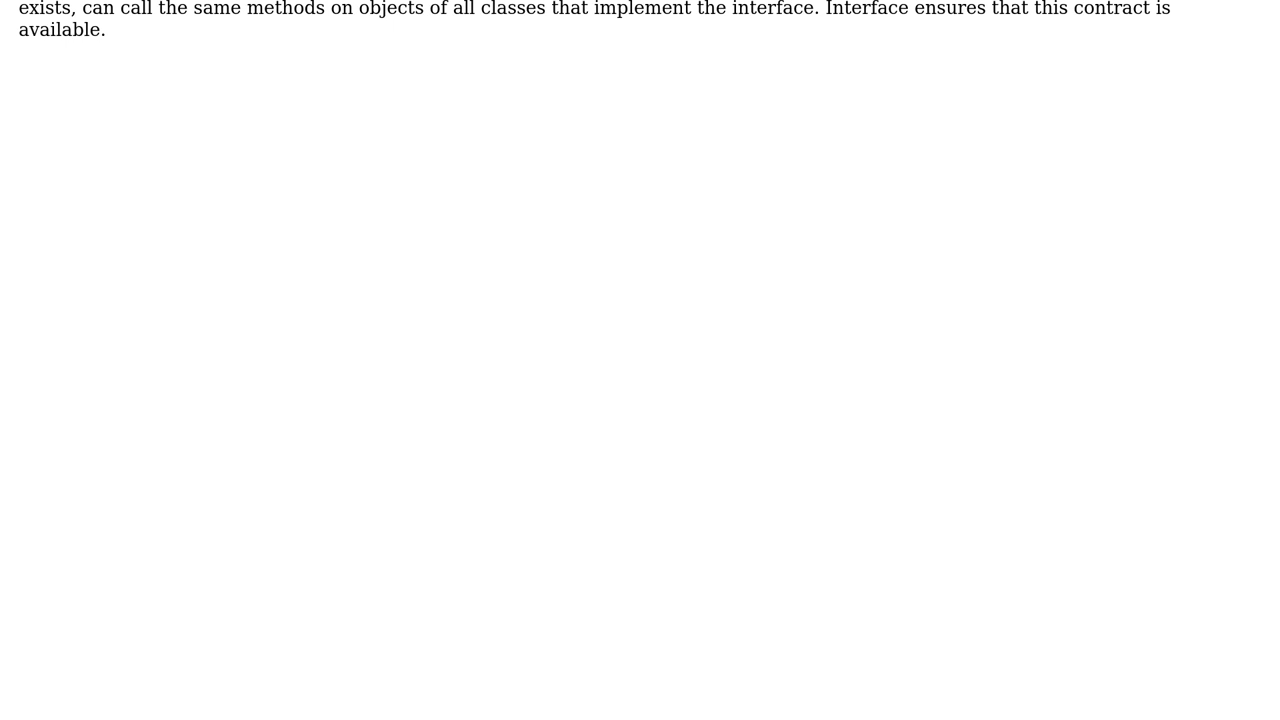 exists, can call the same methods on objects of all classes that implement the interface. Interface ensures that this contract is
available.